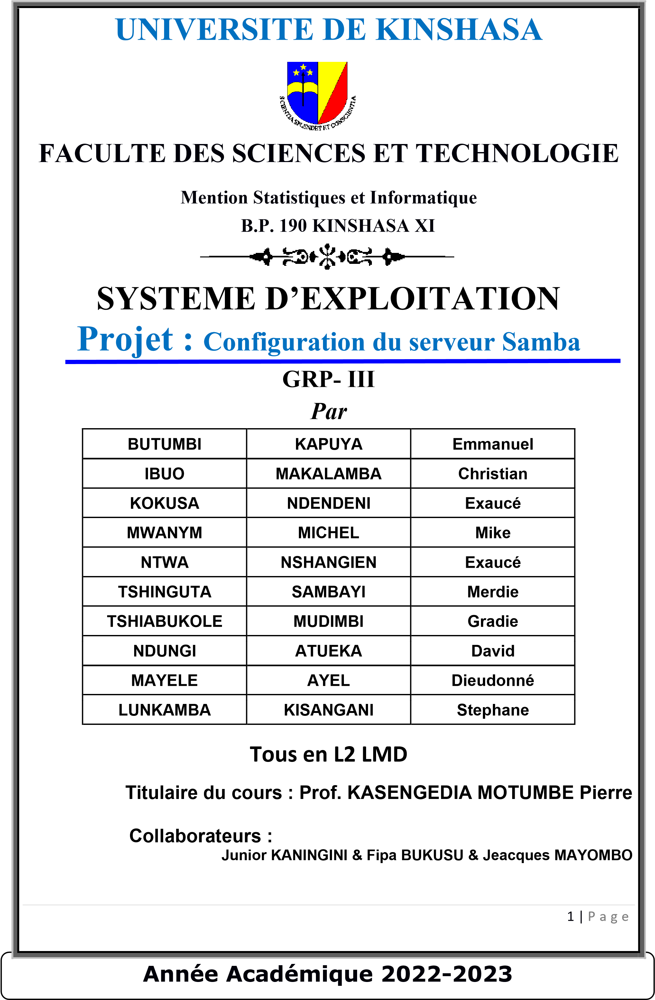 UNIVERSITE DE KINSHASA
SCIENTIA SPLENDET ET CONSCIENTIA
FACULTE DES SCIENCES ET TECHNOLOGIE
Mention Statistiques et Informatique
B.P. 190 KINSHASA XI
SYSTEME D’EXPLOITATION
Projet : Configuration du serveur Samba
GRP- III
Par
BUTUMBI KAPUYA Emmanuel
IBUO MAKALAMBA Christian
KOKUSA NDENDENI Exaucé
MWANYM MICHEL Mike
NTWA NSHANGIEN Exaucé
TSHINGUTA SAMBAYI Merdie
TSHIABUKOLE MUDIMBI Gradie
NDUNGI ATUEKA David
MAYELE AYEL Dieudonné
LUNKAMBA KISANGANI Stephane
Tous en L2 LMD
Titulaire du cours : Prof. KASENGEDIA MOTUMBE Pierre
Collaborateurs :
Junior KANINGINI & Fipa BUKUSU & Jeacques MAYOMBO
1 | Page
Année Académique 2022-2023